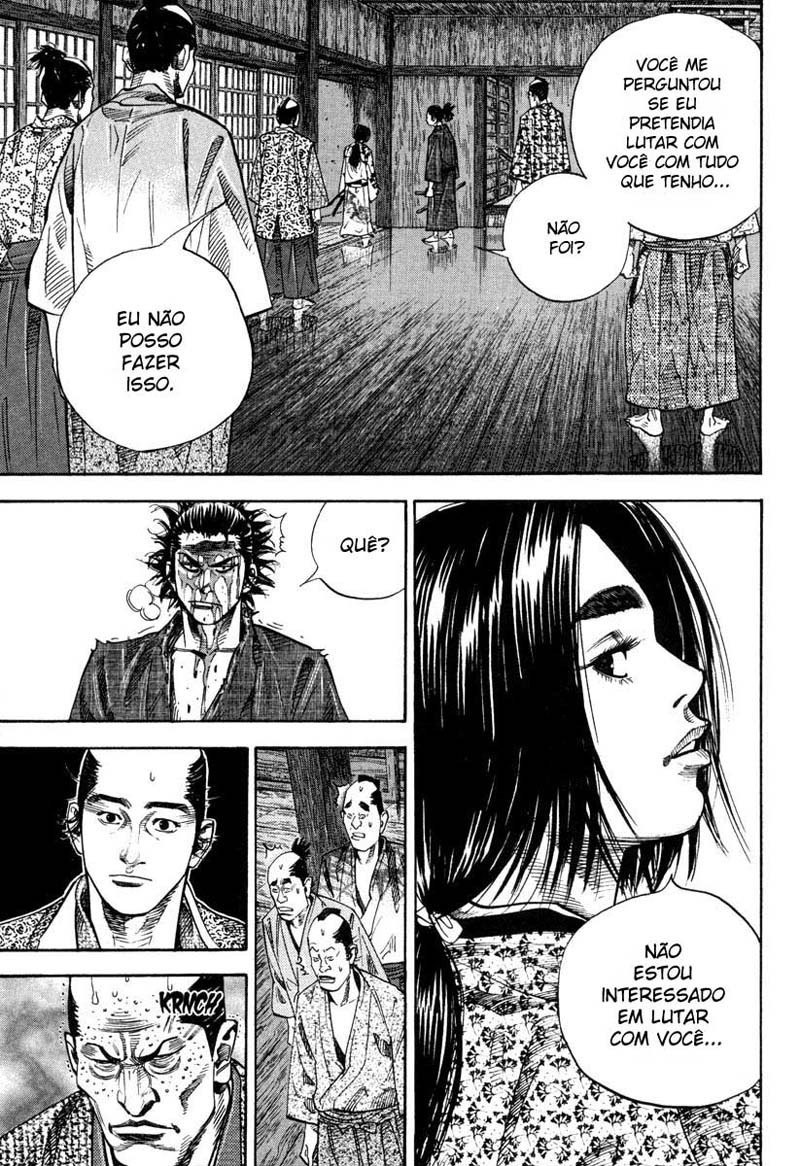 VOCÊ ME
PERGUNTOU
SE EU
PRETENDIA
LUTAR COM
VOCÊ COM TUDO
QUE TENHO...
NÃO
FOI?
EU NÃO
POSSO
FAZER
ISSO.
QUÊ?
NÃO
ESTOU
INTERESSADO
EM LUTAR
COM VOCÊ...
KRNCH